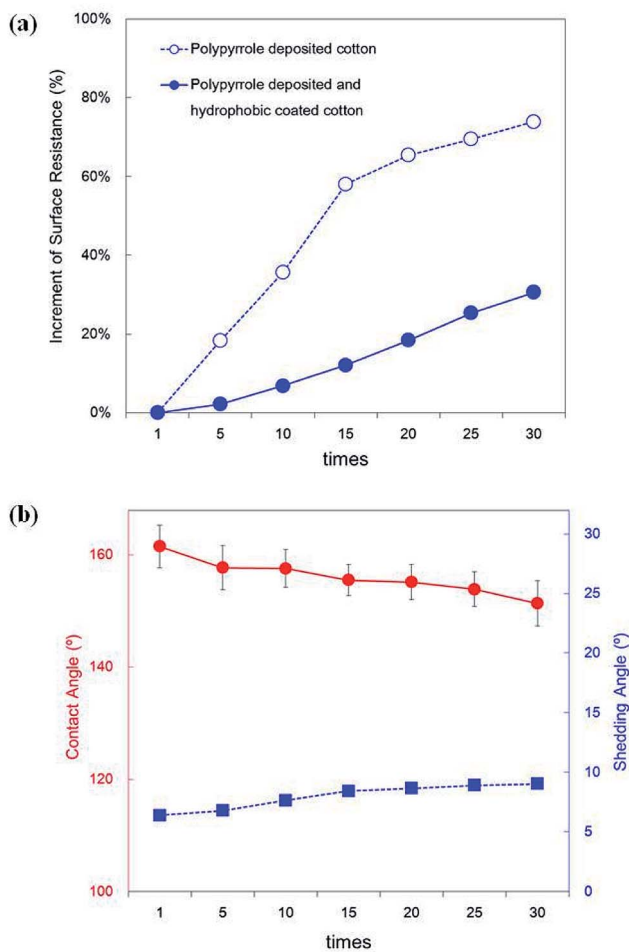 (a)
100%
80%
60%
40%
20%
0%
Increment of Surface Resistance (%)
Polypyrrole deposited cotton
Polypyrrole deposited and
hydrophobic coated cotton
1 5 10 15 20 25 30
times
(b)
160
140
120
100
Contact Angle (º)
30
25
20
15
10
5
0
Shedding Angle (º)
1 5 10 15 20 25 30
times